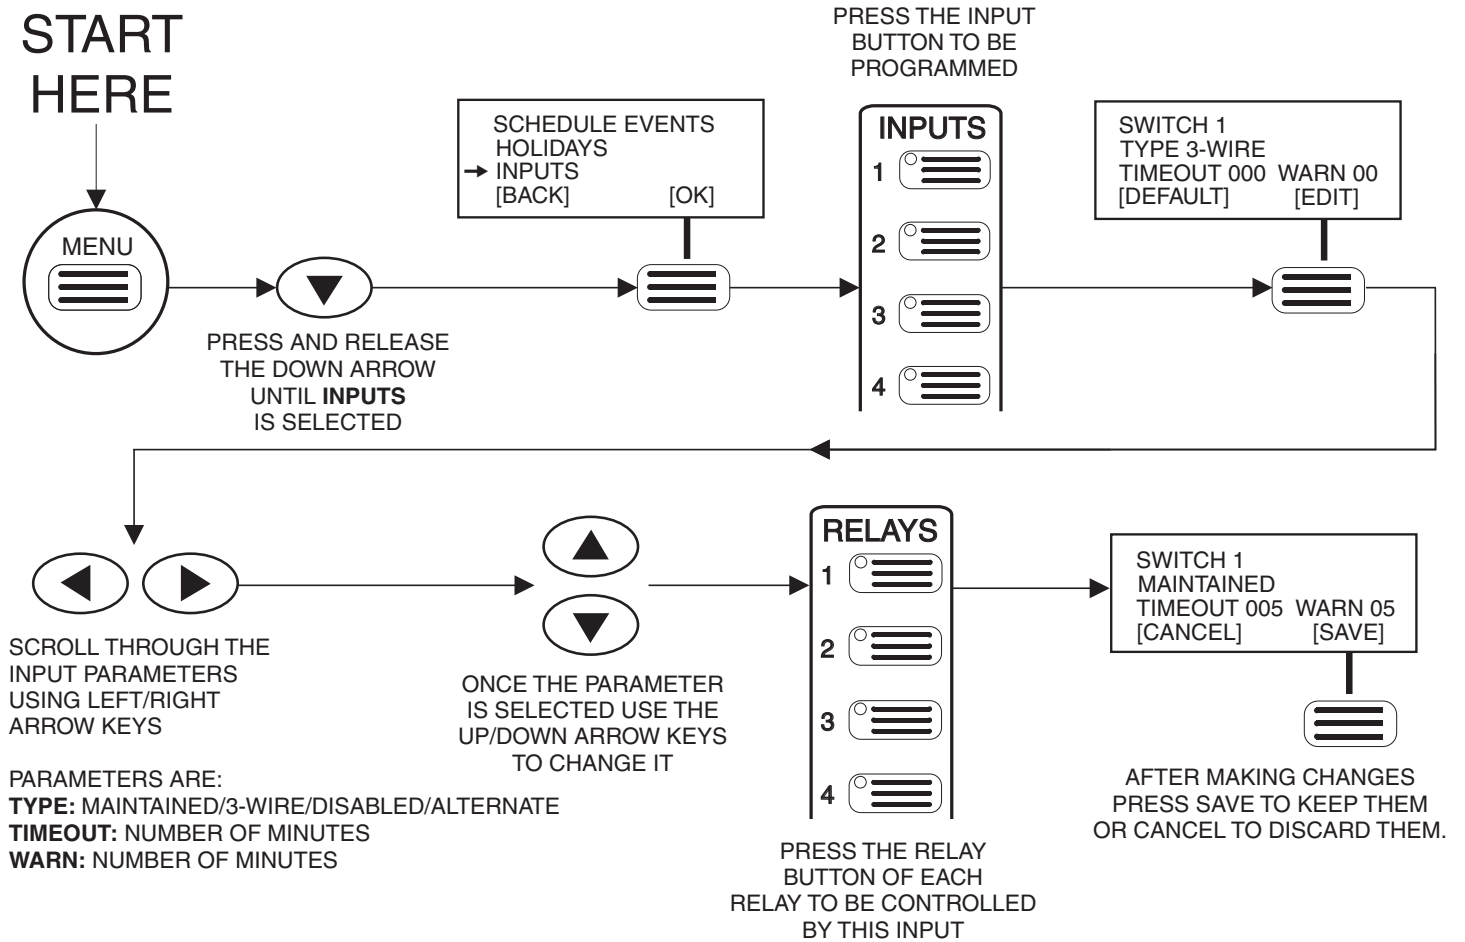 START
HERE
MENU
PRESS AND RELEASE
THE DOWN ARROW
UNTIL INPUTS
IS SELECTED
SCHEDULE EVENTS
HOLIDAYS
→ INPUTS
[BACK] [OK]
PRESS THE INPUT
BUTTON TO BE
PROGRAMMED
INPUTS
1
2
3
4
SWITCH 1
TYPE 3-WIRE
TIMEOUT 000 WARN 00
[DEFAULT] [EDIT]
SCROLL THROUGH THE
INPUT PARAMETERS
USING LEFT/RIGHT
ARROW KEYS
PARAMETERS ARE:
TYPE: MAINTAINED/3-WIRE/DISABLED/ALTERNATE
TIMEOUT: NUMBER OF MINUTES
WARN: NUMBER OF MINUTES
ONCE THE PARAMETER
IS SELECTED USE THE
UP/DOWN ARROW KEYS
TO CHANGE IT
RELAYS
1
2
3
4
PRESS THE RELAY
BUTTON OF EACH
RELAY TO BE CONTROLLED
BY THIS INPUT
SWITCH 1
MAINTAINED
TIMEOUT 005 WARN 05
[CANCEL] [SAVE]
AFTER MAKING CHANGES
PRESS SAVE TO KEEP THEM
OR CANCEL TO DISCARD THEM.